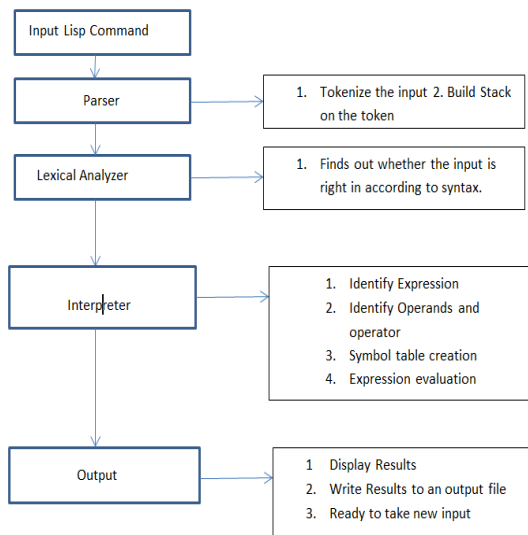 Input Lisp Command
Parser
1. Tokenize the input 2. Build Stack
on the token
Lexical Analyzer
1. Finds out whether the input is
right in according to syntax.
Interpreter
1. Identify Expression
2. Identify Operands and
operator
3. Symbol table creation
4. Expression evaluation
Output
1 Display Results
2. Write Results to an output file
3. Ready to take new input